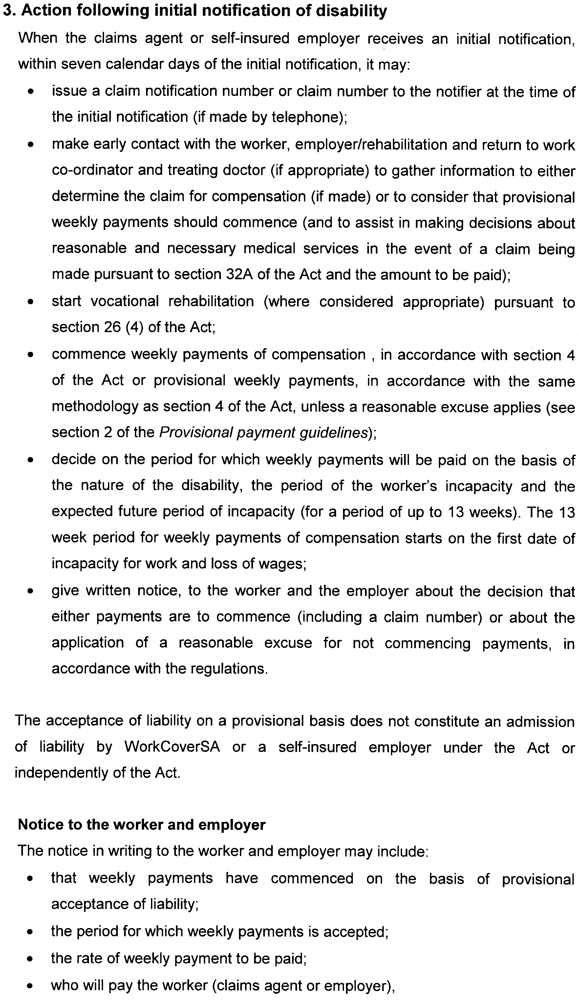 3. Action following initial notification of disability
When the claims agent or self-insured employer receives an initial notification,
within seven calendar days of the initial notification, it may:
• issue a claim notification number or claim number to the notifier at the time of
the initial notification (if made by telephone);
• make early contact with the worker, employer/rehabilitation and return to work
co-ordinator and treating doctor (if appropriate) to gather information to either
determine the claim for compensation (if made) or to consider that provisional
weekly payments should commence (and to assist in making decisions about
reasonable and necessary medical services in the event of a claim being
made pursuant to section 32A of the Act and the amount to be paid);
• start vocational rehabilitation (where considered appropriate) pursuant to
section 26 (4) of the Act;
• commence weekly payments of compensation , in accordance with section 4
of the Act or provisional weekly payments, in accordance with the same
methodology as section 4 of the Act, unless a reasonable excuse applies (see
section 2 of the Provisional payment guidelines);
• decide on the period for which weekly payments will be paid on the basis of
the nature of the disability, the period of the worker's incapacity and the
expected future period of incapacity (for a period of up to 13 weeks). The 13
week period for weekly payments of compensation starts on the first date of
incapacity for work and loss of wages;
• give written notice, to the worker and the employer about the decision that
either payments are to commence (including a claim number) or about the
application of a reasonable excuse for not commencing payments, in
accordance with the regulations.
The acceptance of liability on a provisional basis does not constitute an admission
of liability by WorkCoverSA or a self-insured employer under the Act or
independently of the Act.
Notice to the worker and employer
The notice in writing to the worker and employer may include:
• that weekly payments have commenced on the basis of provisional
acceptance of liability;
• the period for which weekly payments is accepted;
• the rate of weekly payment to be paid;
• who will pay the worker (claims agent or employer),